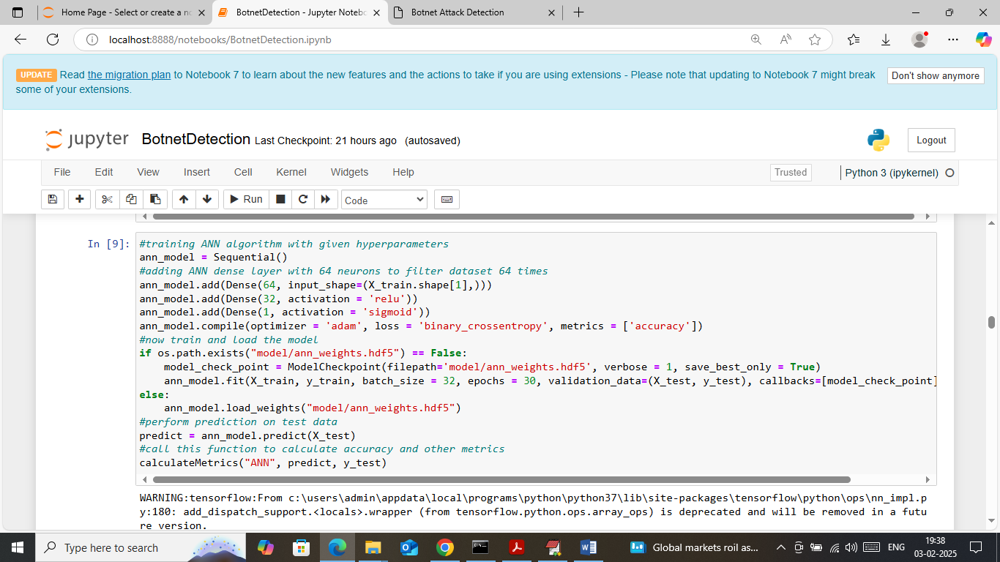 Home Page - Select or create a no
BotnetDetection - Jupyter Notebo
Botnet Attack Detection
localhost:8888/notebooks/BotnetDetection.ipynb
UPDATE Read the migration plan to Notebook 7 to learn about the new features and the actions to take if you are using extensions - Please note that updating to Notebook 7 might break
some of your extensions.
Don't show anymore
jupyter BotnetDetection Last Checkpoint: 21 hours ago (autosaved)
Logout
File Edit View Insert Cell Kernel Widgets Help
Trusted
Python 3 (ipykernel)
Run
Code
In [9]:
#training ANN algorithm with given hyperparameters
ann_model = Sequential()
#adding ANN dense layer with 64 neurons to filter dataset 64 times
ann_model.add(Dense(64, input_shape=(X_train.shape[1],)))
ann_model.add(Dense(32, activation = 'relu'))
ann_model.add(Dense(1, activation = 'sigmoid'))
ann_model.compile(optimizer = 'adam', loss = 'binary_crossentropy', metrics = ['accuracy'])
#now train and load the model
if os.path.exists("model/ann_weights.hdf5") == False:
    model_check_point = ModelCheckpoint(filepath='model/ann_weights.hdf5', verbose = 1, save_best_only = True)
    ann_model.fit(X_train, y_train, batch_size = 32, epochs = 30, validation_data=(X_test, y_test), callbacks=[model_check_point]
else:
    ann_model.load_weights("model/ann_weights.hdf5")
#perform prediction on test data
predict = ann_model.predict(X_test)
#call this function to calculate accuracy and other metrics
calculateMetrics("ANN", predict, y_test)
WARNING:tensorflow:From c:\users\admin\appdata\local\programs\python\python37\lib\site-packages\tensorflow\python\ops\nn_impl.p
y:180: add_dispatch_support.<locals>.wrapper (from tensorflow.python.ops.array_ops) is deprecated and will be removed in a futu
re version.
Type here to search
Global markets roil as...
ENG
19:38
03-02-2025